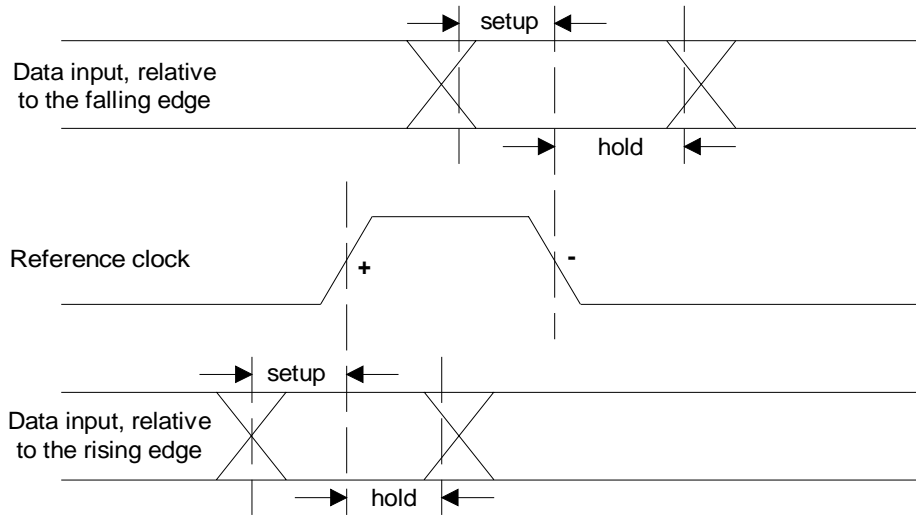 setup
Data input, relative
to the falling edge
hold
Reference clock
+
-
setup
Data input, relative
to the rising edge
hold